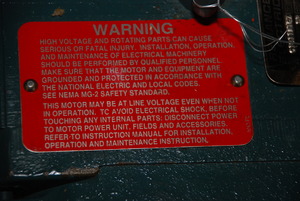 WARNING
HIGH VOLTAGE AND ROTATING PARTS CAN CAUSE
SERIOUS OR FATAL INJURY. INSTALLATION, OPERATION,
AND MAINTENANCE OF ELECTRICAL MACHINERY
SHOULD BE PERFORMED BY QUALIFIED PERSONNEL.
MAKE SURE THAT THE MOTOR AND EQUIPMENT ARE
GROUNDED AND PROTECTED IN ACCORDANCE WITH
THE NATIONAL ELECTRIC AND LOCAL CODES.
SEE NEMA MG-2 SAFETY STANDARD.
THIS MOTOR MAY BE AT LINE VOLTAGE EVEN WHEN NOT
IN OPERATION. TO AVOID ELECTRICAL SHOCK, BEFORE
TOUCHING ANY INTERNAL PARTS: DISCONNECT POWER
TO MOTOR POWER UNIT, FIELDS AND ACCESSORIES.
REFER TO INSTRUCTION MANUAL FOR INSTALLATION,
OPERATION AND MAINTENANCE INSTRUCTION.